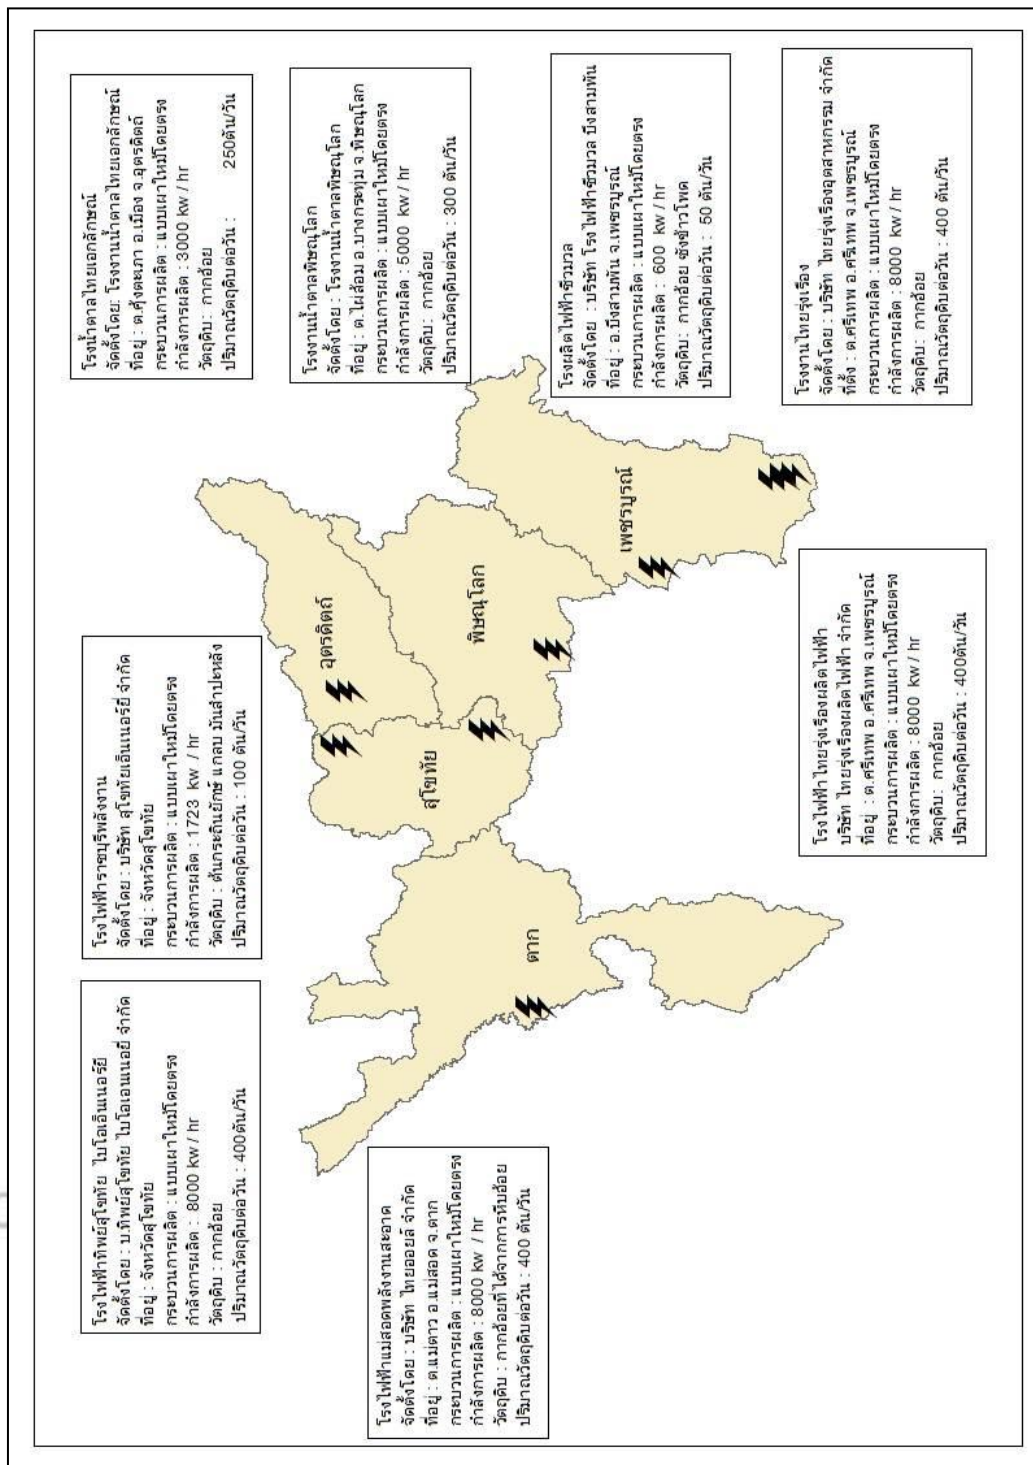 โรงไฟฟ้าทิพย์สุโขทัย ไบโอเอ็นเนอร์ยี
จัดตั้งโดย : บ.ทิพย์สุโขทัย ไบโอเอนเนอยี่ จำกัด
ที่อยู่ : จังหวัดสุโขทัย
กระบวนการผลิต : แบบเผาใหม้โดยตรง
กำลังการผลิต : 8000 kw / hr
วัตถุดิบ : กากอ้อย
ปริมาณวัตถุดิบต่อวัน : 400ตัน/วัน
โรงไฟฟ้าราชบุรีพลังงาน
จัดตั้งโดย : บริษัท สุโขทัยเอ็นเนอร์ยี่ จำกัด
ที่อยู่ : จังหวัดสุโขทัย
กระบวนการผลิต : แบบเผาใหม้โดยตรง
กำลังการผลิต : 1723 kw / hr
วัตถุดิบ : ต้นกระถินยักษ์ แกลบ มันสำปะหลัง
ปริมาณวัตถุดิบต่อวัน : 100 ตัน/วัน
โรงน้ำตาลไทยเอกลักษณ์
จัดตั้งโดย: โรงงานน้ำตาลไทยเอกลักษณ์
ที่อยู่ : ต.คุ้งตะเภา อ.เมือง จ.อุตรดิตถ์
กระบวนการผลิต : แบบเผาใหม้โดยตรง
กำลังการผลิต : 3000 kw / hr
วัตถุดิบ: กากอ้อย
ปริมาณวัตถุดิบต่อวัน : 250ตัน/วัน
โรงงานน้ำตาลพิษณุโลก
จัดตั้งโดย : โรงงานน้ำตาลพิษณุโลก
ที่อยู่ : ต.ไผ่ล้อม อ.บางกระทุ่ม จ.พิษณุโลก
กระบวนการผลิต : แบบเผาใหม้โดยตรง
กำลังการผลิต : 5000 kw / hr
วัตถุดิบ: กากอ้อย
ปริมาณวัตถุดิบต่อวัน : 300 ตัน/วัน
โรงไฟฟ้าแม่สอดพลังงานสะอาด
จัดตั้งโดย : บริษัท ไทยออยล์ จำกัด
ที่อยู่ : ต.แม่ตาว อ.แม่สอด จ.ตาก
กระบวนการผลิต : แบบเผาใหม้โดยตรง
กำลังการผลิต : 8000 kw / hr
วัตถุดิบ : กากอ้อยที่ได้จากการหีบอ้อย
ปริมาณวัตถุดิบต่อวัน : 400 ตัน/วัน
ตาก
สุโขทัย
อุตรดิตถ์
พิษณุโลก
เพชรบูรณ์
โรงผลิตไฟฟ้าชีวมวล
จัดตั้งโดย : บริษัท โรงไฟฟ้าชีวมวล บึงสามพัน
ที่อยู่ : อ.บึงสามพัน จ.เพชรบูรณ์
กระบวนการผลิต : แบบเผาใหม้โดยตรง
กำลังการผลิต : 600 kw / hr
วัตถุดิบ: กากอ้อย ซังข้าวโพด
ปริมาณวัตถุดิบต่อวัน : 50 ตัน/วัน
โรงไฟฟ้าไทยรุ่งเรืองผลิตไฟฟ้า
บริษัท ไทยรุ่งเรืองผลิตไฟฟ้า จำกัด
ที่อยู่ : ต.ศรีเทพ อ.ศรีเทพ จ.เพชรบูรณ์
กระบวนการผลิต : แบบเผาใหม้โดยตรง
กำลังการผลิต : 8000 kw / hr
วัตถุดิบ: กากอ้อย
ปริมาณวัตถุดิบต่อวัน : 400ตัน/วัน
โรงงานไทยรุ่งเรือง
จัดตั้งโดย : บริษัท ไทยรุ่งเรืองอุตสาหกรรม จำกัด
ที่ตั้ง : ต.ศรีเทพ อ.ศรีเทพ จ.เพชรบูรณ์
กระบวนการผลิต : แบบเผาใหม้โดยตรง
กำลังการผลิต : 8000 kw / hr
วัตถุดิบ: กากอ้อย
ปริมาณวัตถุดิบต่อวัน : 400 ตัน/วัน